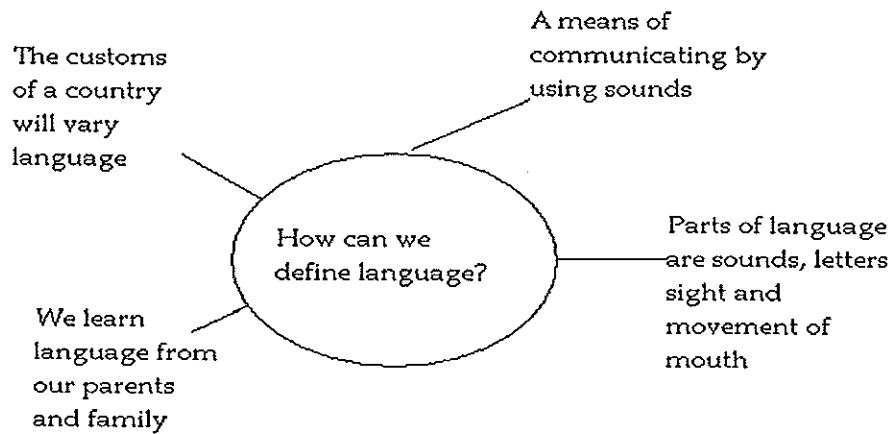 A means of
communicating by
using sounds
The customs
of a country
will vary
language
How can we
define language?
Parts of language
are sounds, letters
sight and
movement of
mouth
We learn
language from
our parents
and family